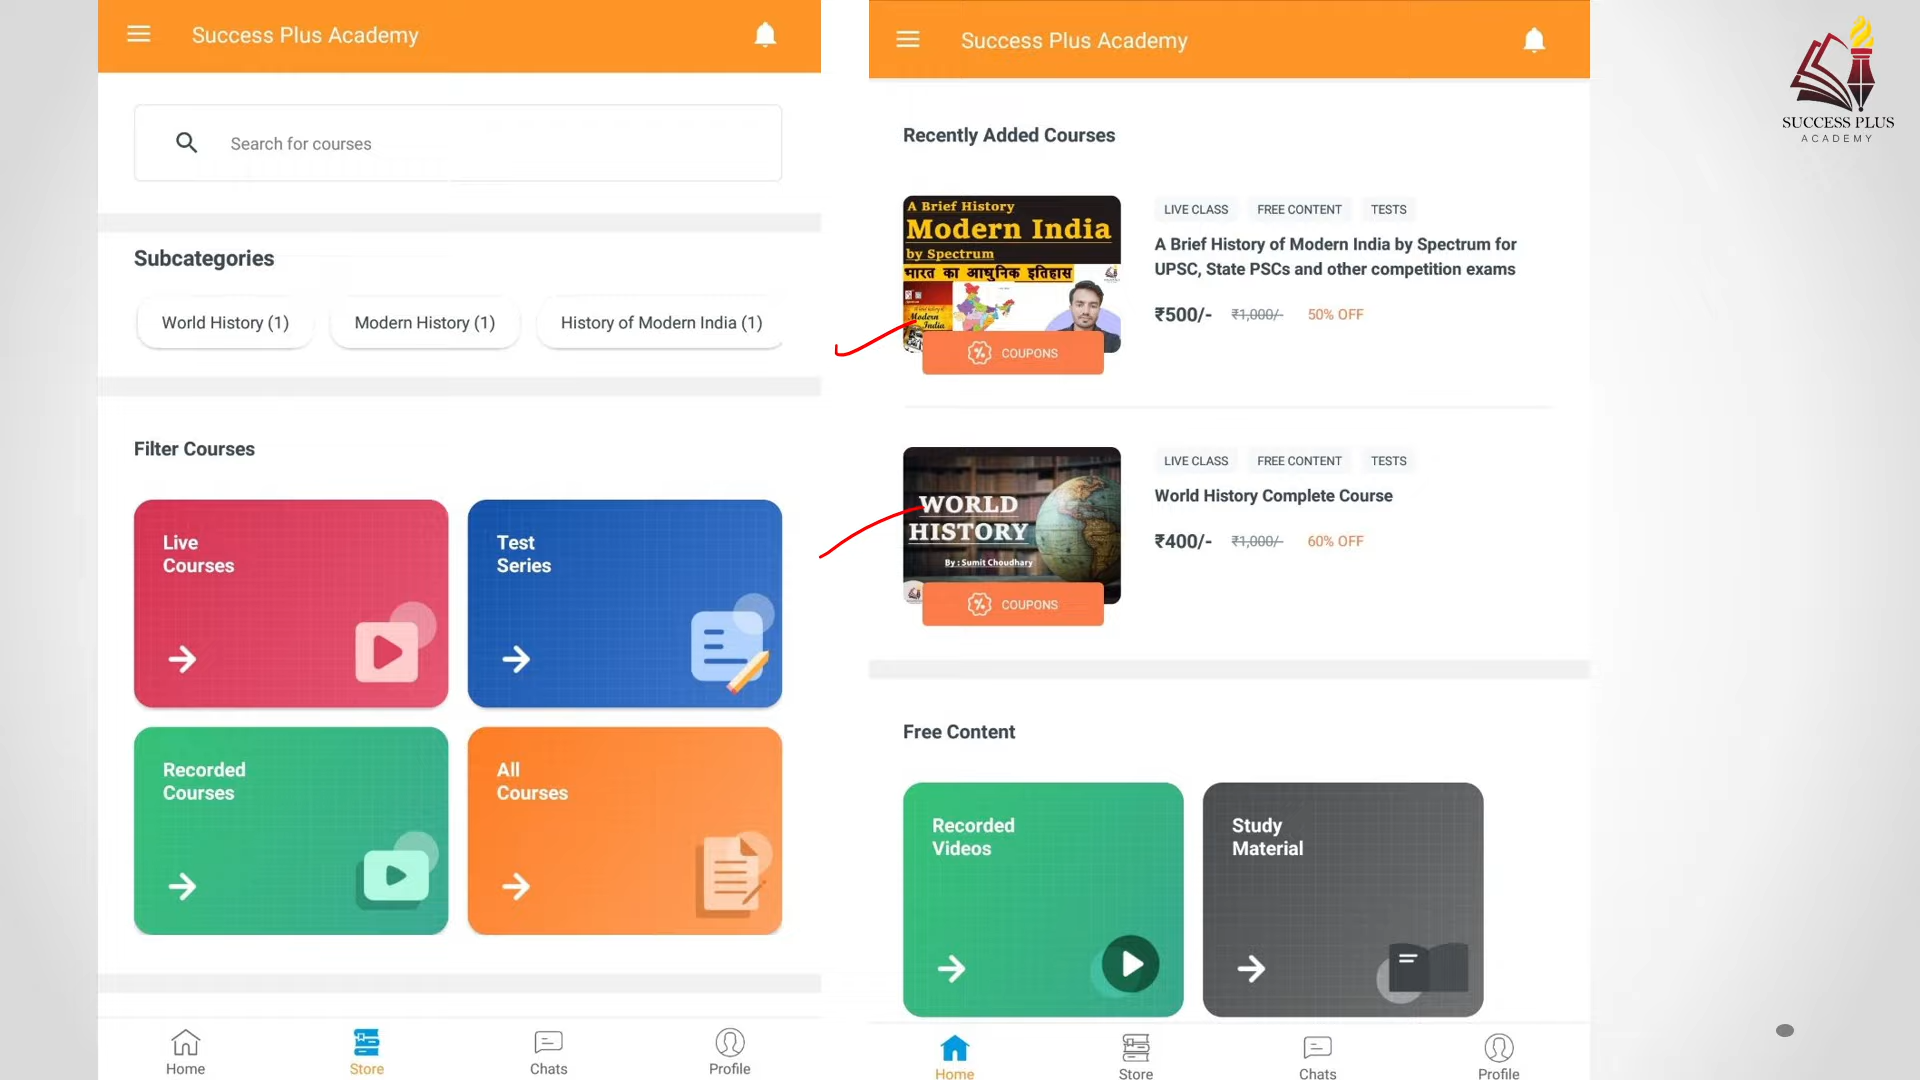 Success Plus Academy
Search for courses
Subcategories
World History (1)
Modern History (1)
History of Modern India (1)
Filter Courses
Live
Courses
Test
Series
Recorded
Courses
All
Courses
Home
Store
Chats
Profile
Success Plus Academy
Recently Added Courses
A Brief History
Modern India
by Spectrum
भारत का आधुनिक इतिहास
Modern
India
COUPONS
LIVE CLASS
FREE CONTENT
TESTS
A Brief History of Modern India by Spectrum for
UPSC, State PSCs and other competition exams
₹500/- ₹1,000/- 50% OFF
WORLD
HISTORY
By : Sumit Choudhary
COUPONS
LIVE CLASS
FREE CONTENT
TESTS
World History Complete Course
₹400/- ₹1,000/- 60% OFF
Free Content
Recorded
Videos
Study
Material
Home
Store
Chats
Profile
SUCCESS PLUS
ACADEMY